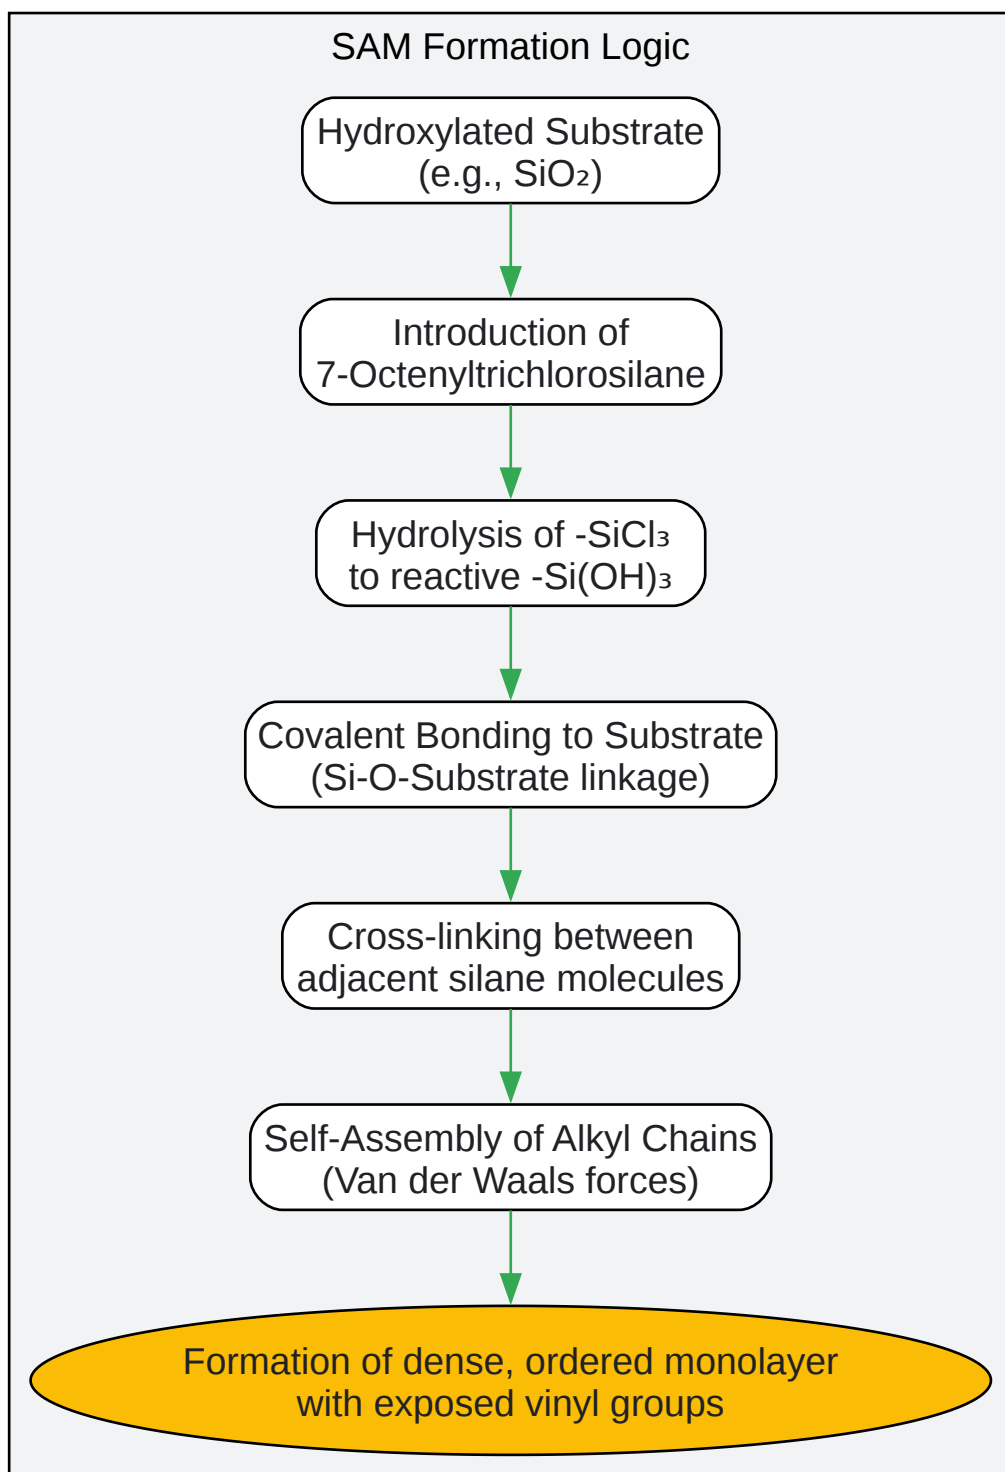 SAM Formation Logic
Hydroxylated Substrate
(e.g., SiO₂)
Introduction of
7-Octenyltrichlorosilane
Hydrolysis of -SiCl₃
to reactive -Si(OH)₃
Covalent Bonding to Substrate
(Si-O-Substrate linkage)
Cross-linking between
adjacent silane molecules
Self-Assembly of Alkyl Chains
(Van der Waals forces)
Formation of dense, ordered monolayer
with exposed vinyl groups